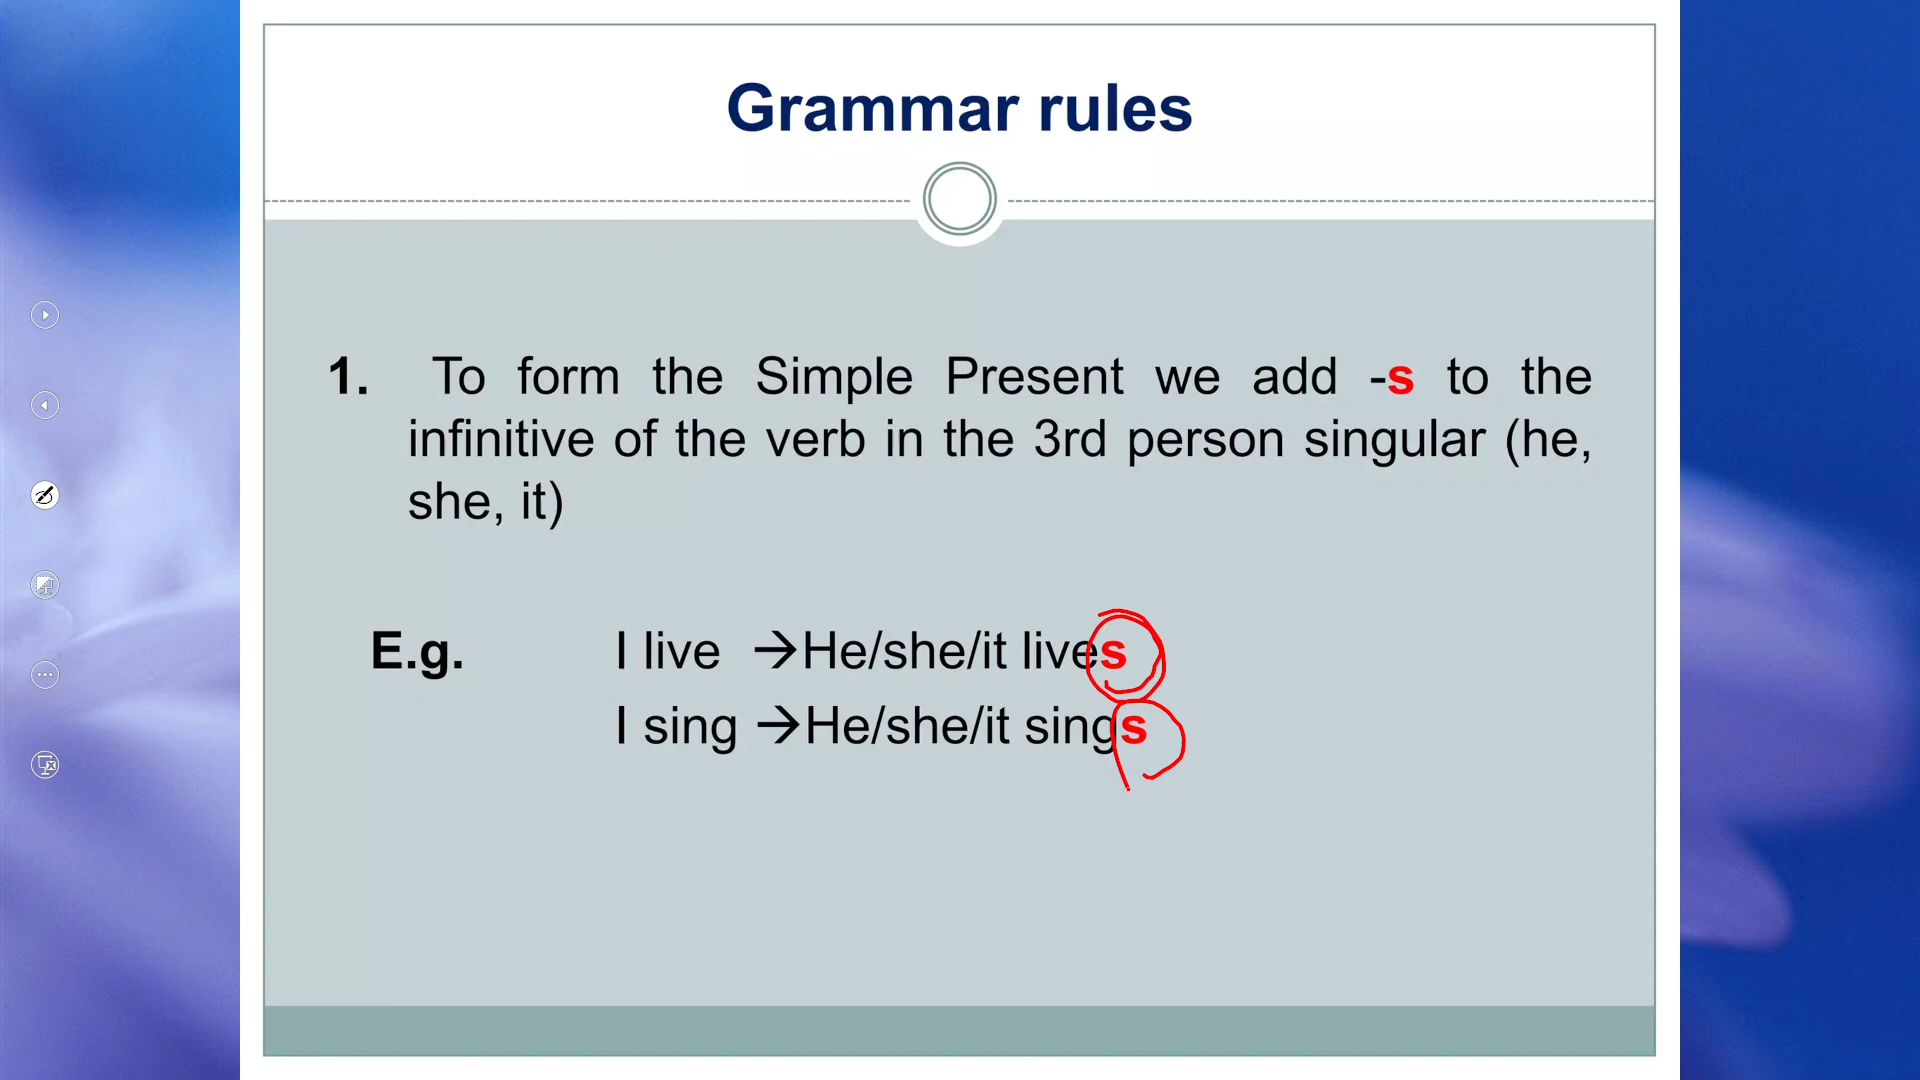 Grammar rules
1. To form the Simple Present we add -s to the
infinitive of the verb in the 3rd person singular (he,
she, it)
E.g. I live →He/she/it lives
I sing →He/she/it sings